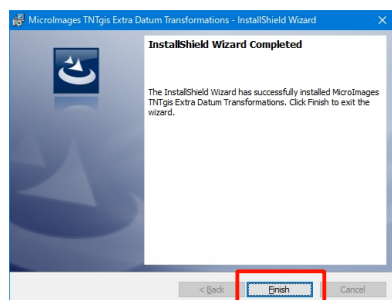 MicroImages TNTgis Extra Datum Transformations - InstallShield Wizard
InstallShield Wizard Completed
The InstallShield Wizard has successfully installed MicroImages
TNTgis Extra Datum Transformations. Click Finish to exit the
wizard.
< Back
Finish
Cancel